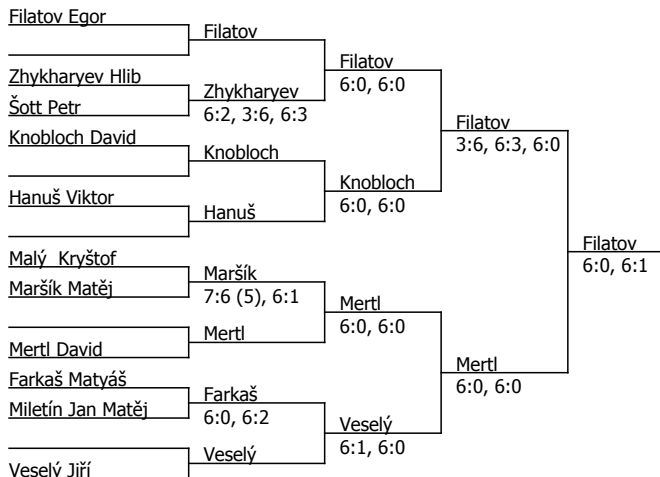 Filatov Egor
Filatov
Filatov
6:0, 6:0
Zhykharyev Hlib
Zhykharyev
6:2, 3:6, 6:3
Šott Petr
Filatov
3:6, 6:3, 6:0
Knobloch David
Knobloch
Knobloch
6:0, 6:0
Hanuš Viktor
Hanuš
Filatov
6:0, 6:1
Malý  Kryštof
Maršík
7:6 (5), 6:1
Maršík Matěj
Mertl
6:0, 6:0
Mertl
Mertl David
Mertl
6:0, 6:0
Farkaš Matyáš
Farkaš
6:0, 6:2
Miletín Jan Matěj
Veselý
6:1, 6:0
Veselý
Veselý Jiří